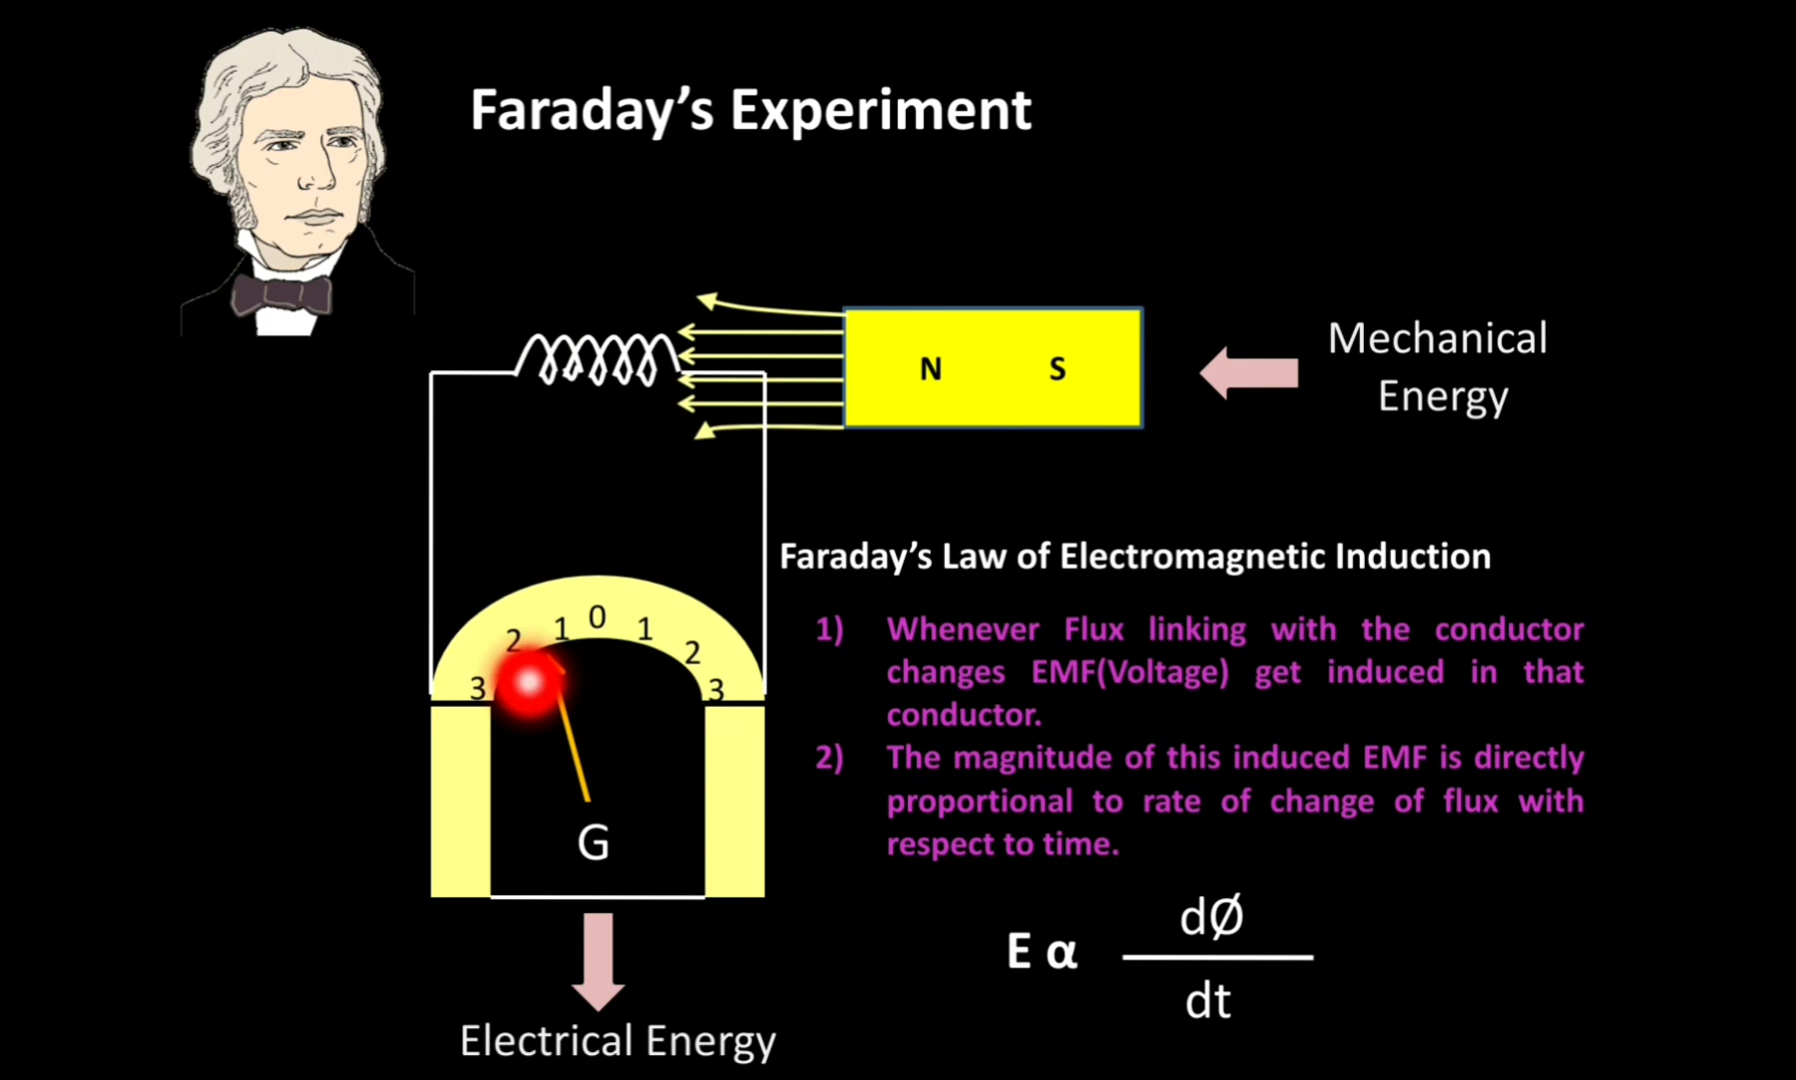 Faraday’s Experiment
N S
Mechanical
Energy
Faraday’s Law of Electromagnetic Induction
1) Whenever Flux linking with the conductor
changes EMF(Voltage) get induced in that
conductor.
2) The magnitude of this induced EMF is directly
proportional to rate of change of flux with
respect to time.
3 2 1 0 1 2 3
G
E α dØ
dt
Electrical Energy